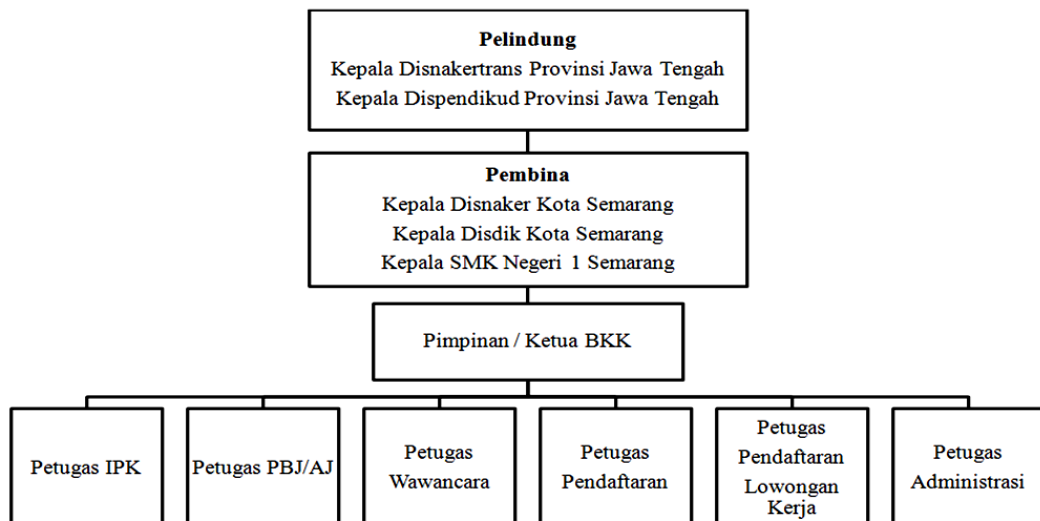 Pelindung
Kepala Disnakertrans Provinsi Jawa Tengah
Kepala Dispendikud Provinsi Jawa Tengah
Pembina
Kepala Disnaker Kota Semarang
Kepala Disdik Kota Semarang
Kepala SMK Negeri 1 Semarang
Pimpinan / Ketua BKK
Petugas IPK
Petugas PBJ/AJ
Petugas
Wawancara
Petugas
Pendaftaran
Petugas
Pendaftaran
Lowongan
Kerja
Petugas
Administrasi